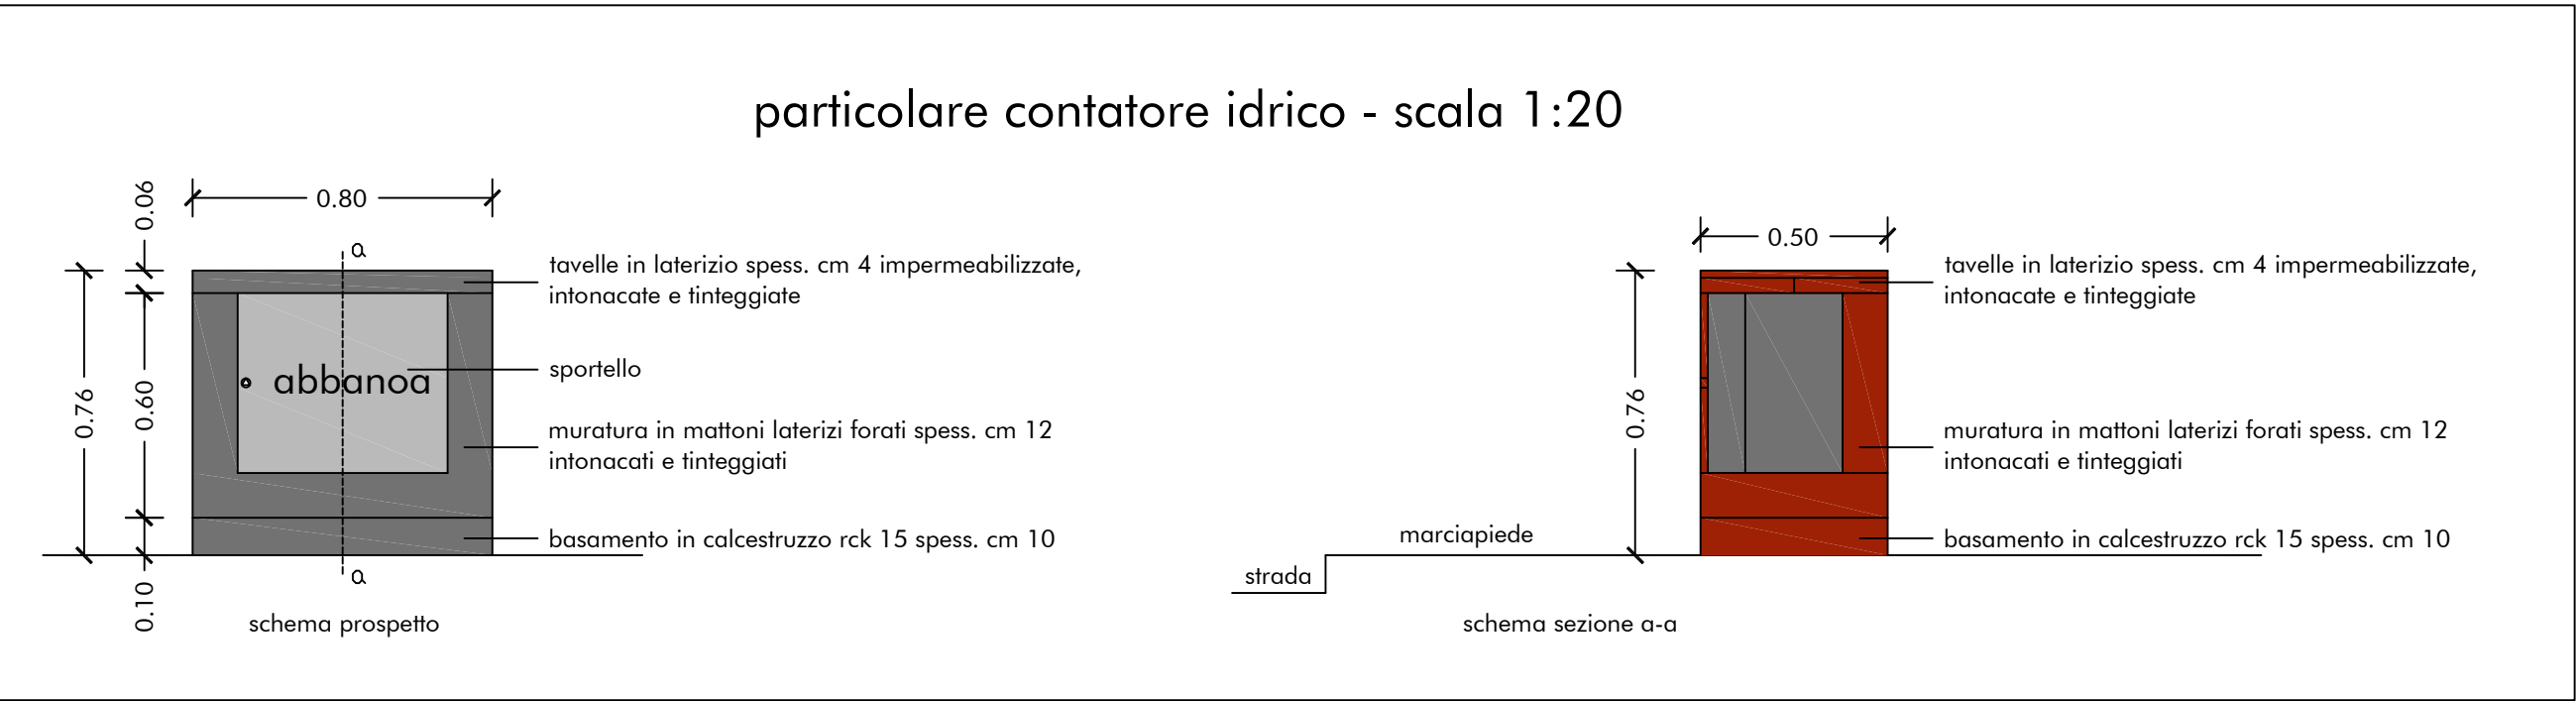 particolare contatore idrico - scala 1:20
0.06
0.80
a
0.76
0.60
0.10
tavelle in laterizio spess. cm 4 impermeabilizzate,
intonacate e tinteggiate
abbanoa
sportello
muratura in mattoni laterizi forati spess. cm 12
intonacati e tinteggiati
basamento in calcestruzzo rck 15 spess. cm 10
a
schema prospetto
0.50
0.76
tavelle in laterizio spess. cm 4 impermeabilizzate,
intonacate e tinteggiate
muratura in mattoni laterizi forati spess. cm 12
intonacati e tinteggiati
marciapiede
basamento in calcestruzzo rck 15 spess. cm 10
strada
schema sezione a-a